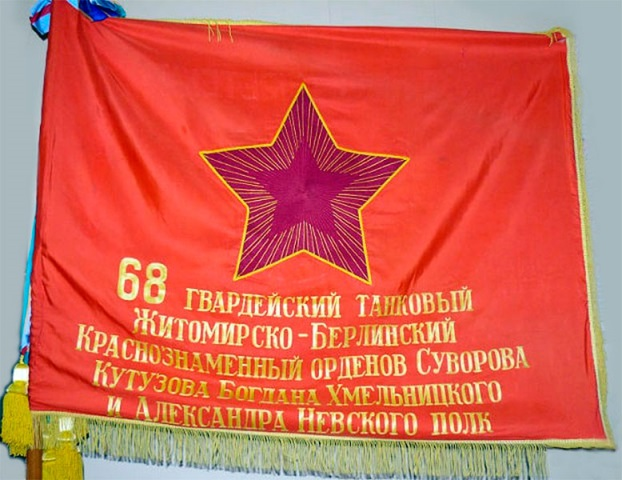 68 ГВАРДЕЙСКИЙ ТАНКОВЫЙ
ЖИТОМИРСКО-БЕРЛИНСКИЙ
КРАСНОЗНАМЕННЫЙ ОРДЕНОВ СУВОРОВА
КУТУЗОВА БОГДАНА ХМЕЛЬНИЦКОГО
И АЛЕКСАНДРА НЕВСКОГО ПОЛК